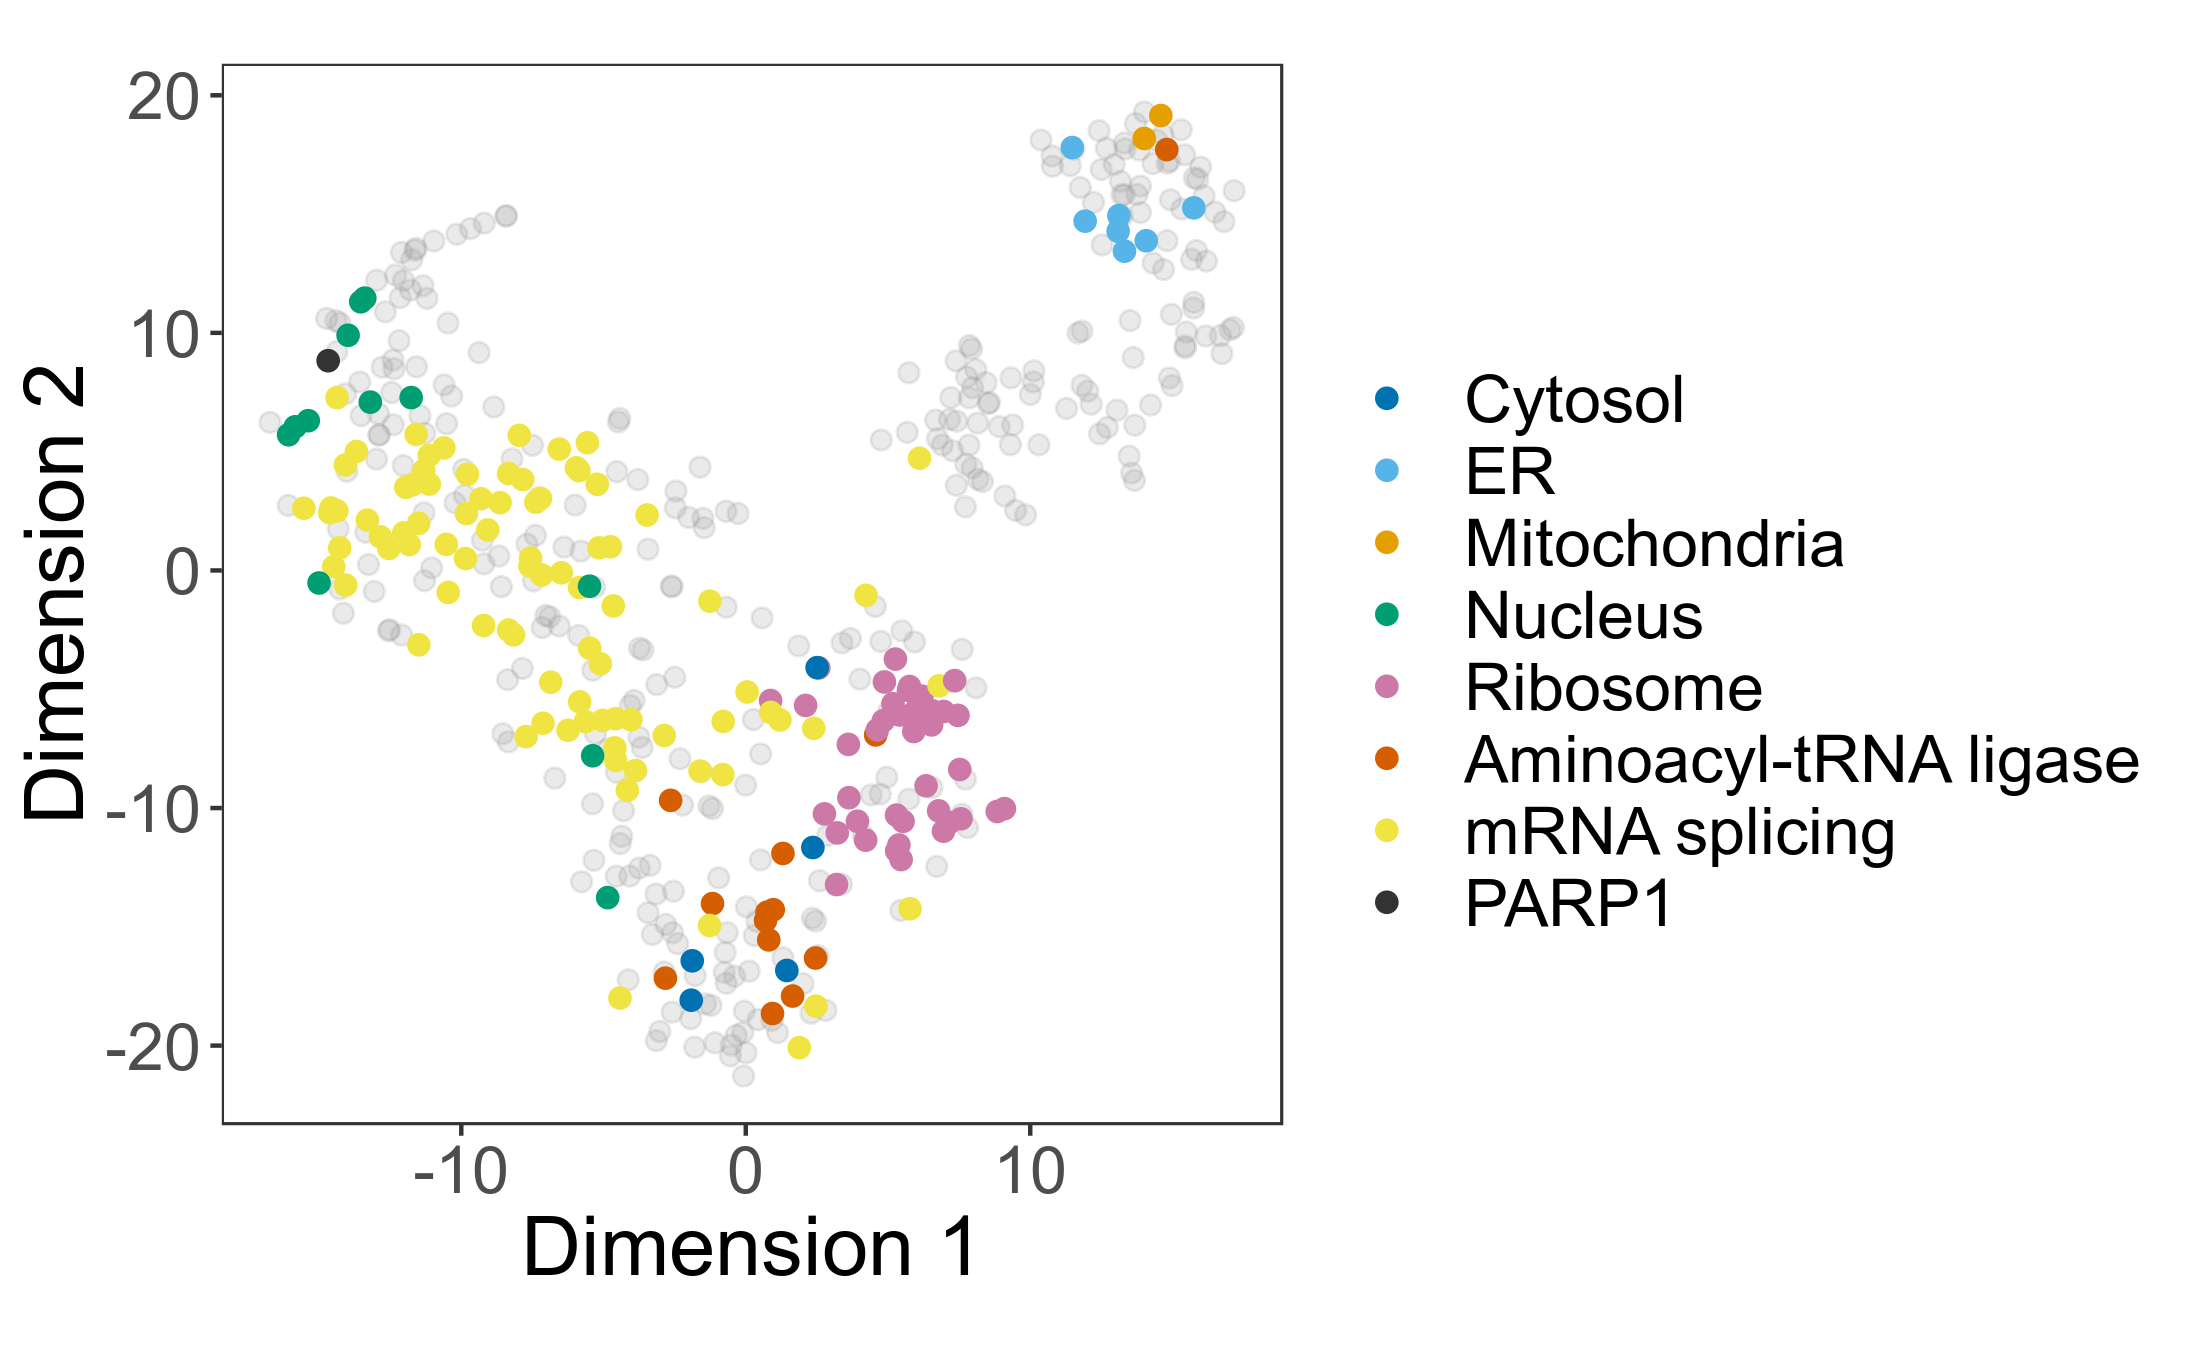 20
10
0
-10
-20
Dimension 2
-10
0
10
Dimension 1
Cytosol
ER
Mitochondria
Nucleus
Ribosome
Aminoacyl-tRNA ligase
mRNA splicing
PARP1